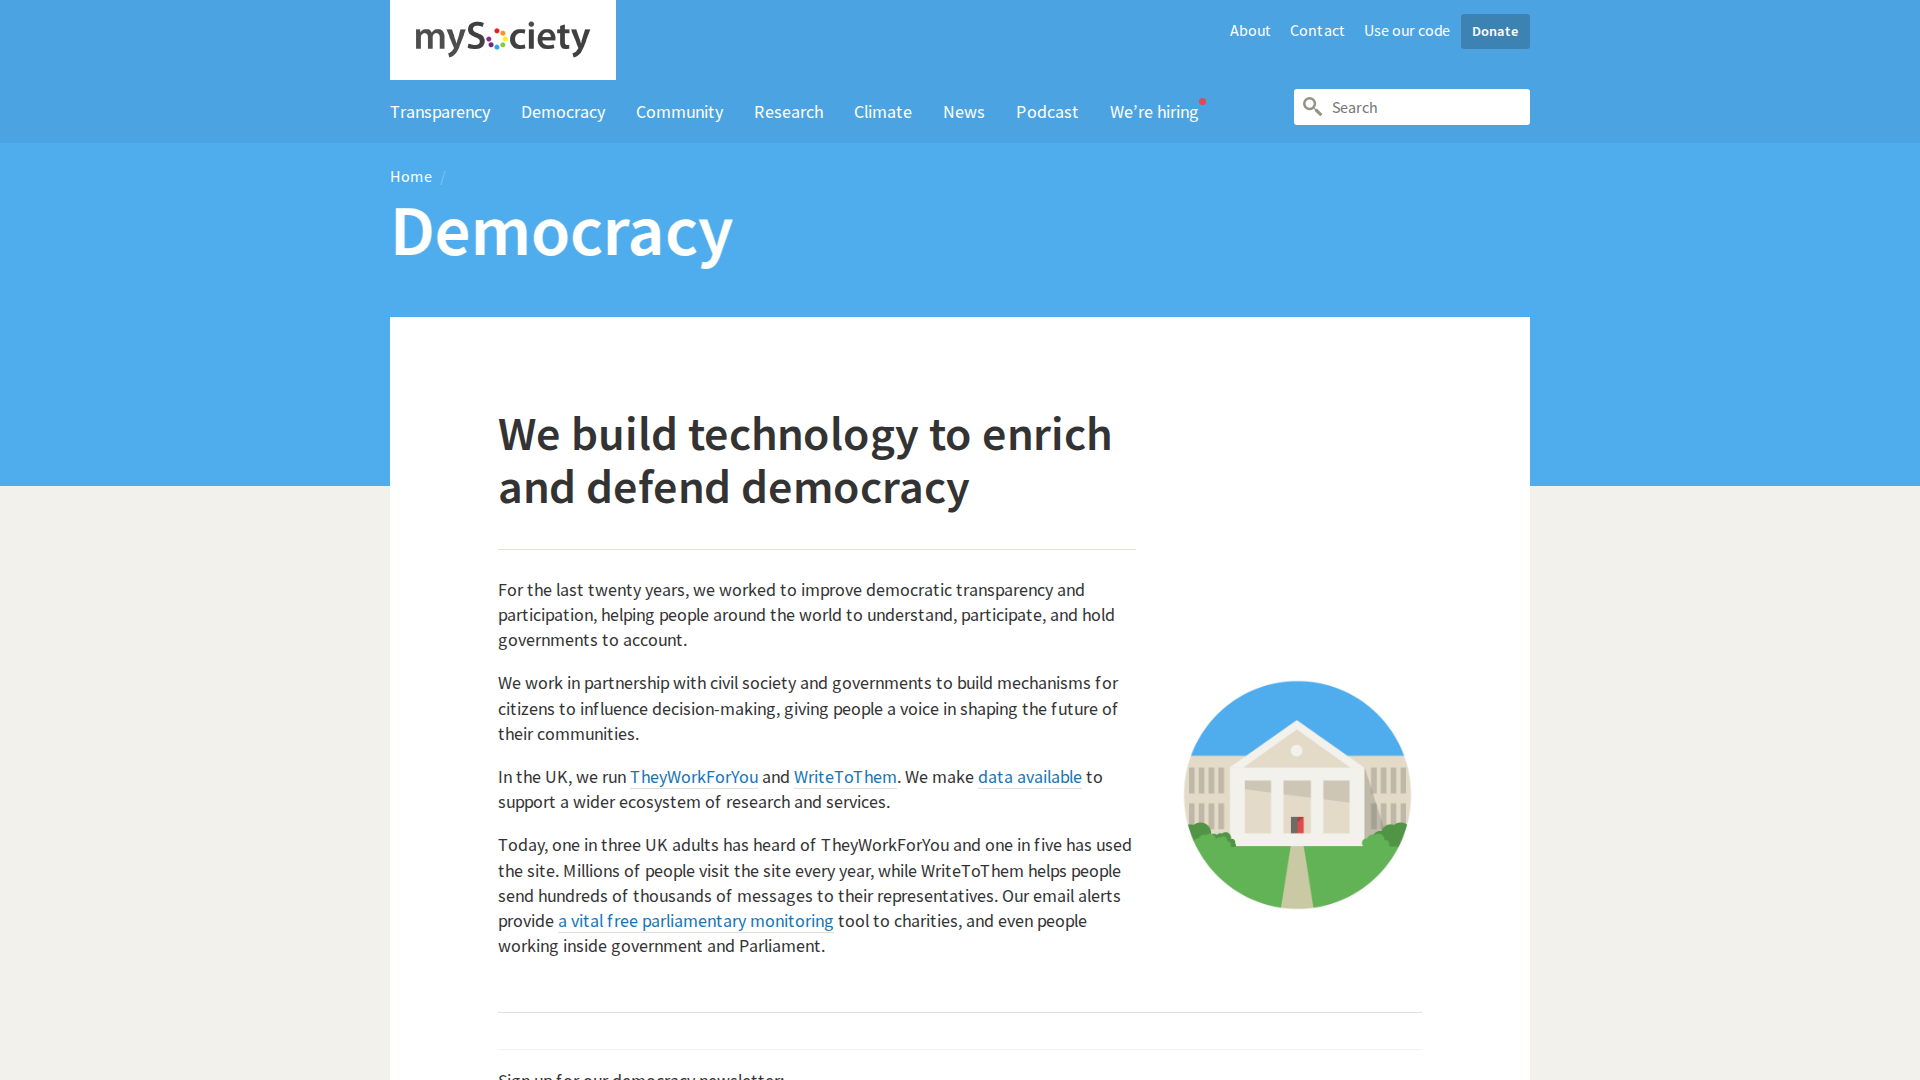 mySociety
About Contact Use our code Donate
Transparency Democracy Community Research Climate News Podcast We’re hiring Search
Home /
Democracy
We build technology to enrich
and defend democracy
For the last twenty years, we worked to improve democratic transparency and
participation, helping people around the world to understand, participate, and hold
governments to account.
We work in partnership with civil society and governments to build mechanisms for
citizens to influence decision-making, giving people a voice in shaping the future of
their communities.
In the UK, we run TheyWorkForYou and WriteToThem. We make data available to
support a wider ecosystem of research and services.
Today, one in three UK adults has heard of TheyWorkForYou and one in five has used
the site. Millions of people visit the site every year, while WriteToThem helps people
send hundreds of thousands of messages to their representatives. Our email alerts
provide a vital free parliamentary monitoring tool to charities, and even people
working inside government and Parliament.
Sign up for our democracy newsletter: